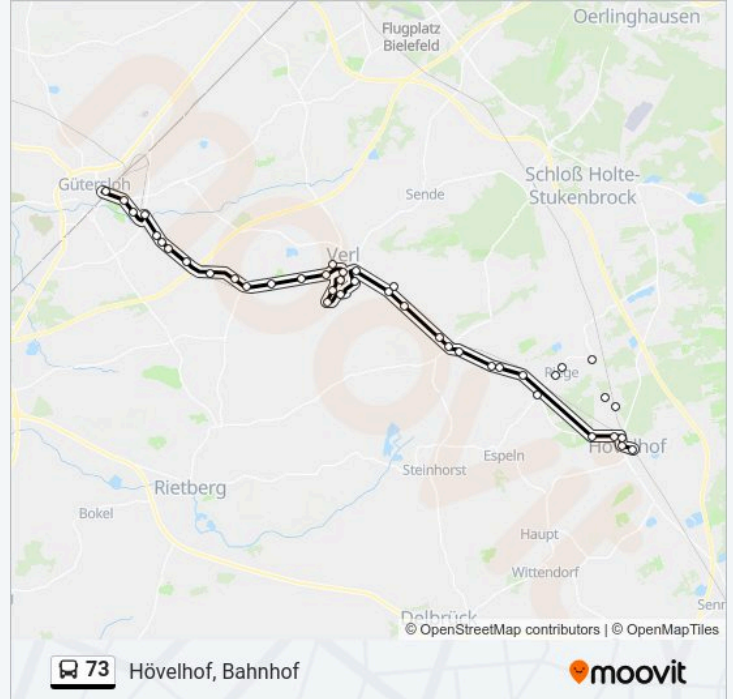 Oerlinghausen
Flugplatz
Bielefeld
Schloß Holte-
Stukenbrock
Gütersloh
Sende
Verl
Riege
Hövelhof
Espeln
Steinhorst
Rietberg
Bokel
Haupt
Wittendorf
Senn
Delbrück
© OpenStreetMap contributors | © OpenMapTiles
73 Hövelhof, Bahnhof
moovit